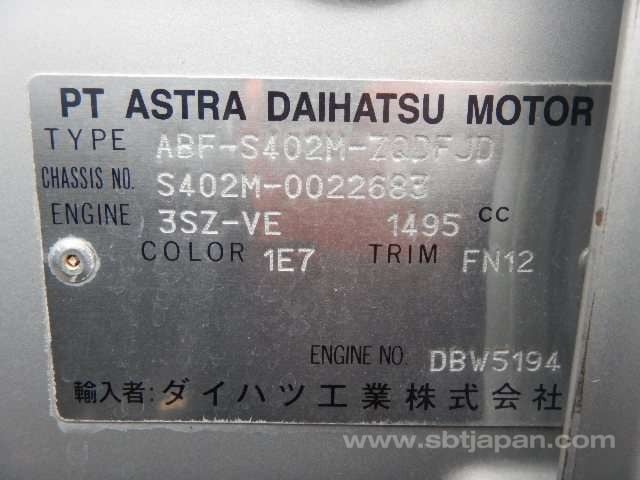 PT ASTRA DAIHATSU MOTOR
TYPE ABF-S402M-ZQDFJD
CHASSIS NO. S402M-0022683
ENGINE 3SZ-VE 1495 CC
COLOR 1E7 TRIM FN12
ENGINE NO. DBW5194
輸入者: ダイハツ工業株式会社
www.sbtjapan.com